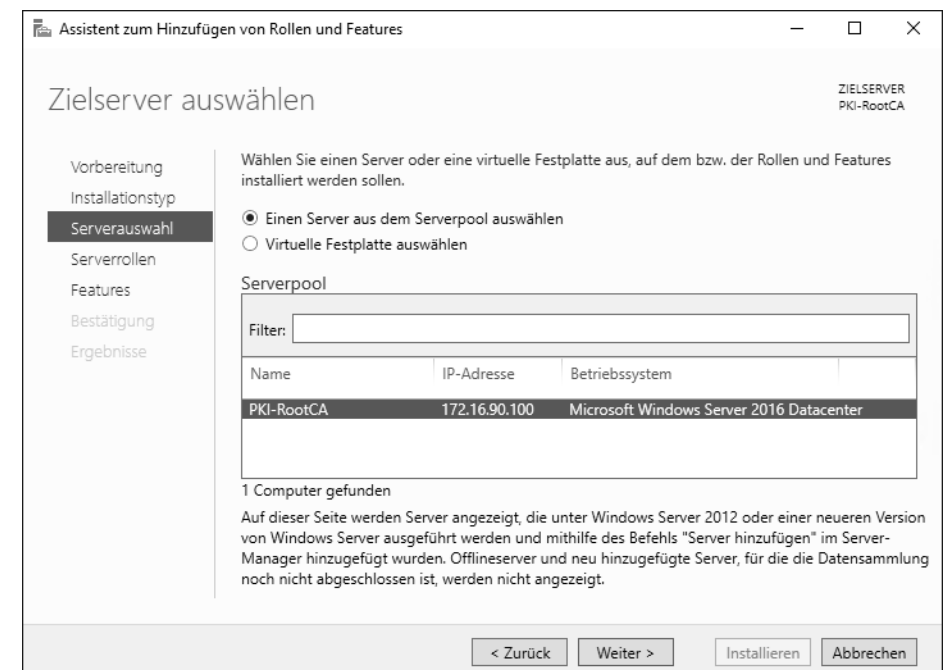 Assistent zum Hinzufügen von Rollen und Features
Zielserver auswählen
ZIELSERVER
PKI-RootCA
Vorbereitung
Installationstyp
Serverauswahl
Serverrollen
Features
Bestätigung
Ergebnisse
Wählen Sie einen Server oder eine virtuelle Festplatte aus, auf dem bzw. der Rollen und Features
installiert werden sollen.
Einen Server aus dem Serverpool auswählen
Virtuelle Festplatte auswählen
Serverpool
Filter:
Name IP-Adresse Betriebssystem
PKI-RootCA 172.16.90.100 Microsoft Windows Server 2016 Datacenter
1 Computer gefunden
Auf dieser Seite werden Server angezeigt, die unter Windows Server 2012 oder einer neueren Version
von Windows Server ausgeführt werden und mithilfe des Befehls "Server hinzufügen" im Server-
Manager hinzugefügt wurden. Offlineserver und neu hinzugefügte Server, für die die Datensammlung
noch nicht abgeschlossen ist, werden nicht angezeigt.
< Zurück Weiter > Installieren Abbrechen